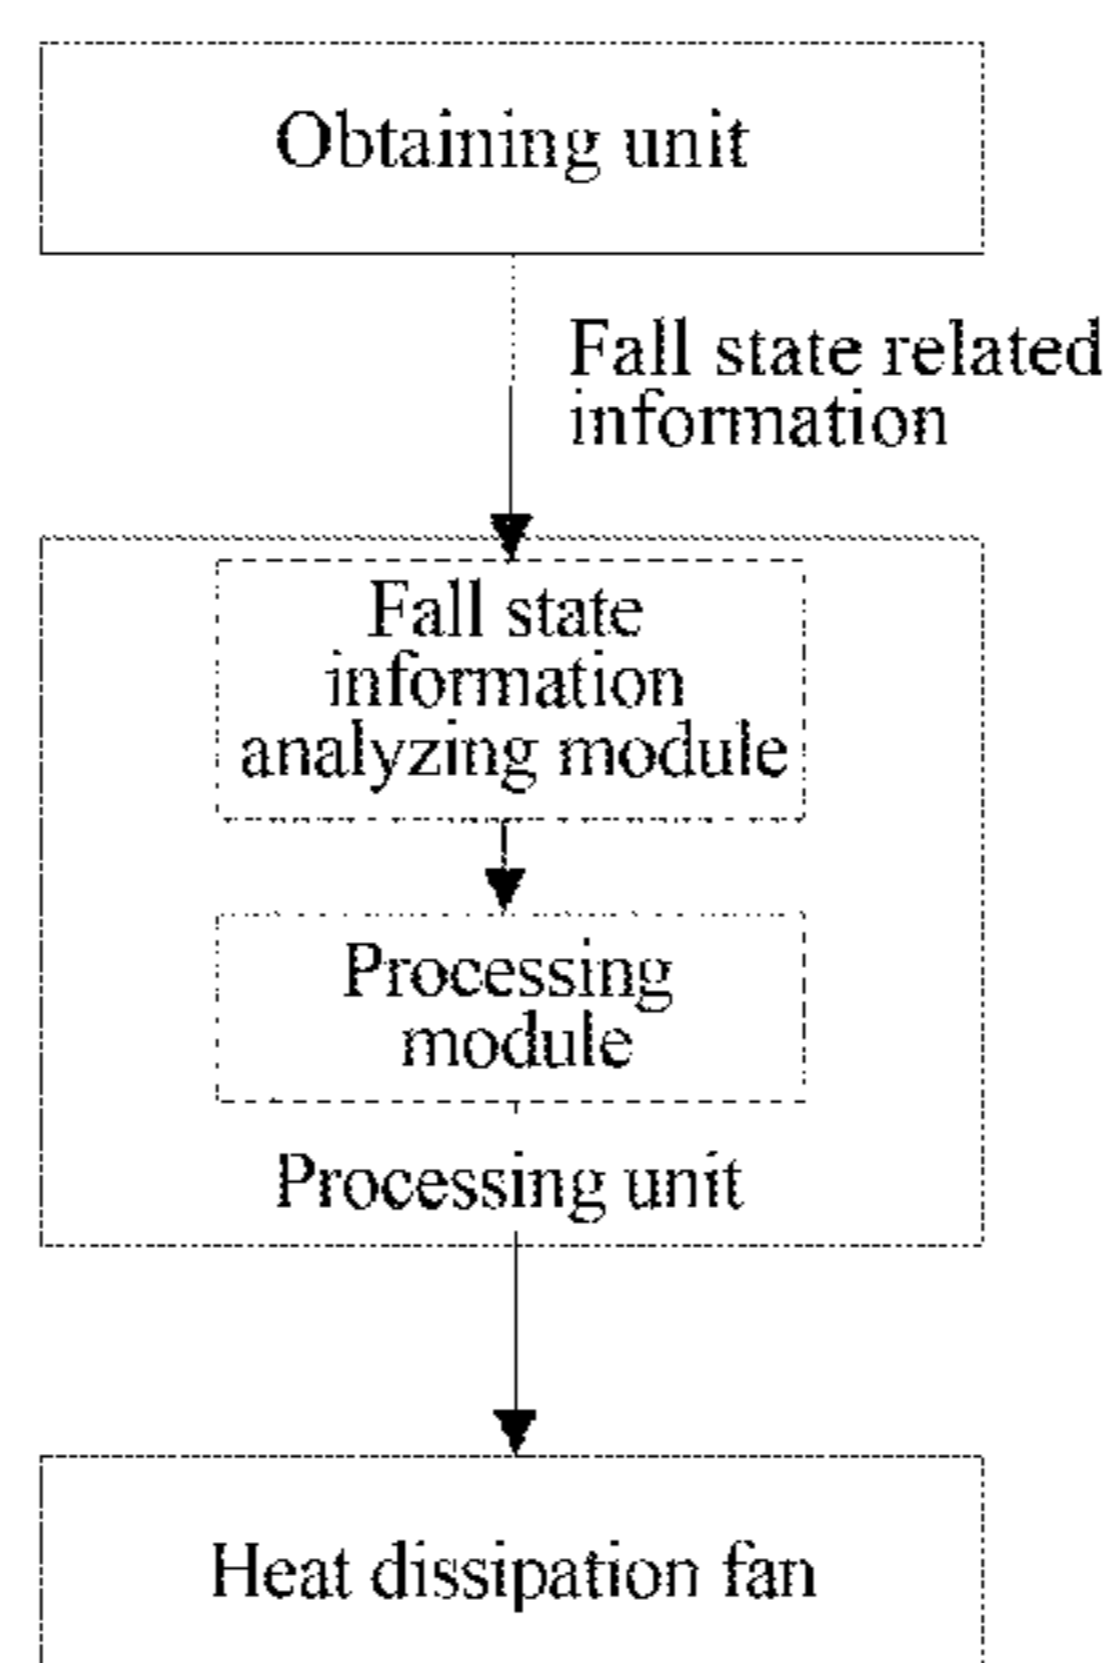 Obtaining unit
Fall state related
information
Fall state
information
analyzing module
Processing
module
Processing unit
Heat dissipation fan